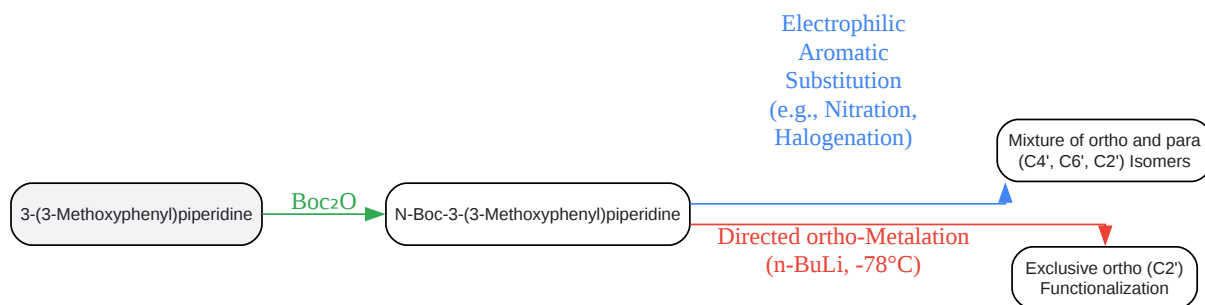 Electrophilic
Aromatic
Substitution
(e.g., Nitration,
Halogenation)
Mixture of ortho and para
(C4', C6', C2') Isomers
3-(3-Methoxyphenyl)piperidine
Boc₂O
N-Boc-3-(3-Methoxyphenyl)piperidine
Directed ortho-Metalation
(n-BuLi, -78°C)
Exclusive ortho (C2')
Functionalization